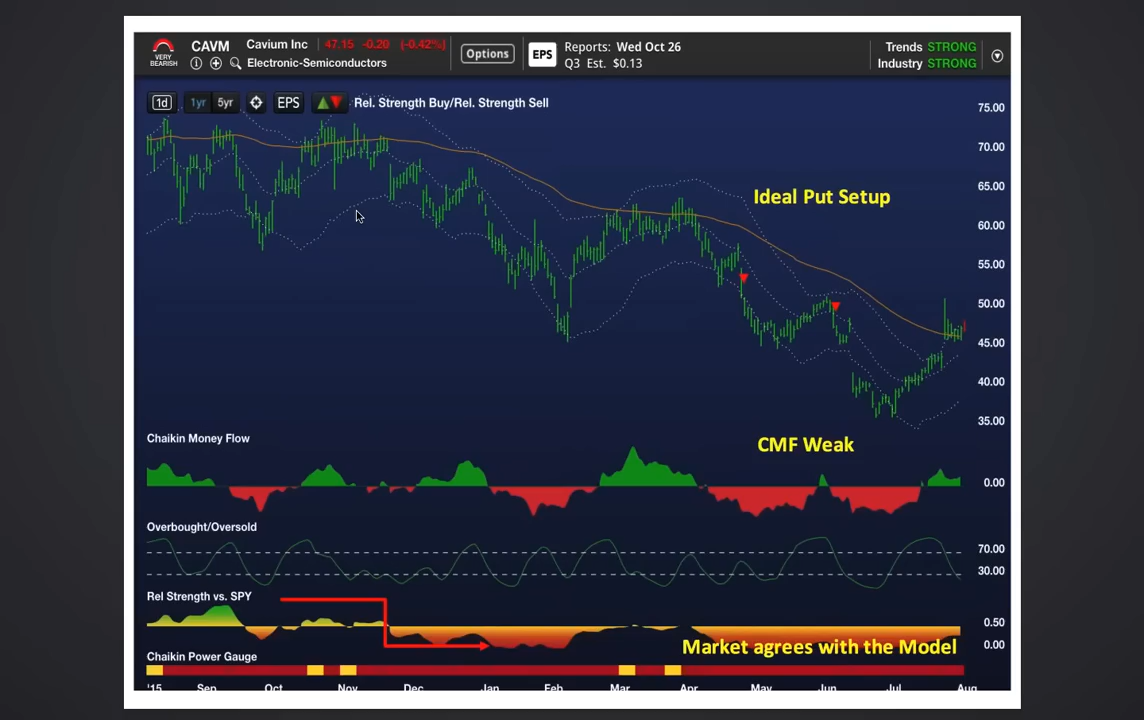 VERY BEARISH
CAVM Cavium Inc 47.15 -0.20 (-0.42%)
Electronic-Semiconductors
Options
EPS
Reports: Wed Oct 26
Q3 Est. $0.13
Trends STRONG
Industry STRONG
1d 1yr 5yr EPS Rel. Strength Buy/Rel. Strength Sell
75.00
70.00
65.00
Ideal Put Setup
60.00
55.00
50.00
45.00
40.00
35.00
Chaikin Money Flow
CMF Weak
0.00
Overbought/Oversold
70.00
30.00
Rel Strength vs. SPY
0.50
0.00
Market agrees with the Model
Chaikin Power Gauge
'15 Sep Oct Nov Dec Jan Feb Mar Apr May Jun Jul Aug